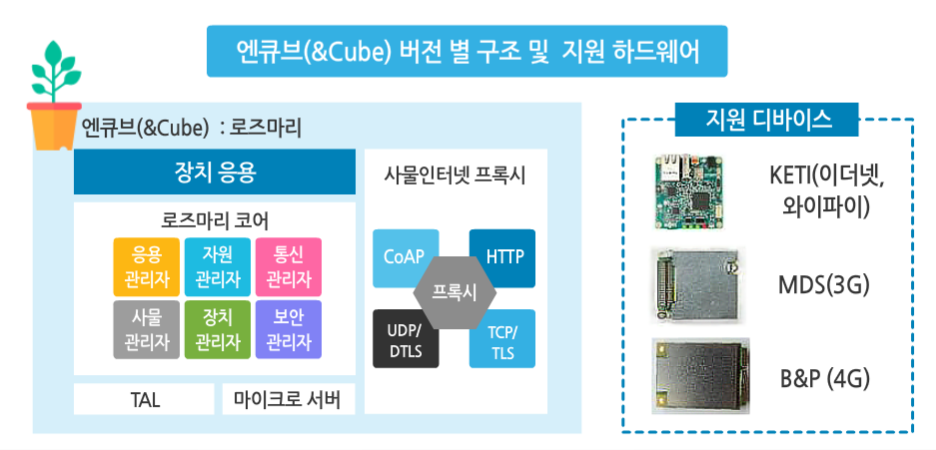 엔큐브(&Cube) 버전 별 구조 및 지원 하드웨어
엔큐브(&Cube) : 로즈마리
장치 응용
로즈마리 코어
응용
관리자
자원
관리자
통신
관리자
사물
관리자
장치
관리자
보안
관리자
TAL
마이크로 서버
사물인터넷 프록시
CoAP
HTTP
프록시
UDP/
DTLS
TCP/
TLS
지원 디바이스
KETI(이더넷,
와이파이)
MDS(3G)
B&P (4G)